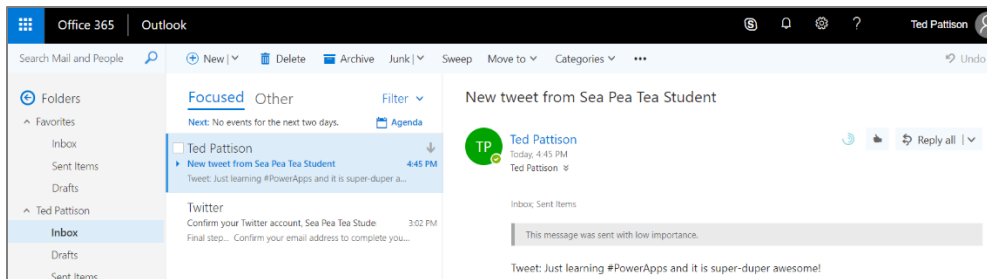 Office 365 Outlook Ted Pattison
Search Mail and People New Delete Archive Junk Sweep Move to Categories ••• Undo
Folders
Favorites
Inbox
Sent Items
Drafts
Ted Pattison
Inbox
Drafts
Sent Items
Focused Other Filter
Next: No events for the next two days. Agenda
Ted Pattison
New tweet from Sea Pea Tea Student 4:45 PM
Tweet: Just learning #PowerApps and it is super-duper a...
Twitter
Confirm your Twitter account, Sea Pea Tea Stude 3:02 PM
Final step... Confirm your email address to complete you...
New tweet from Sea Pea Tea Student
TP
Ted Pattison
Today, 4:45 PM
Ted Pattison
Reply all
Inbox; Sent Items
This message was sent with low importance.
Tweet: Just learning #PowerApps and it is super-duper awesome!